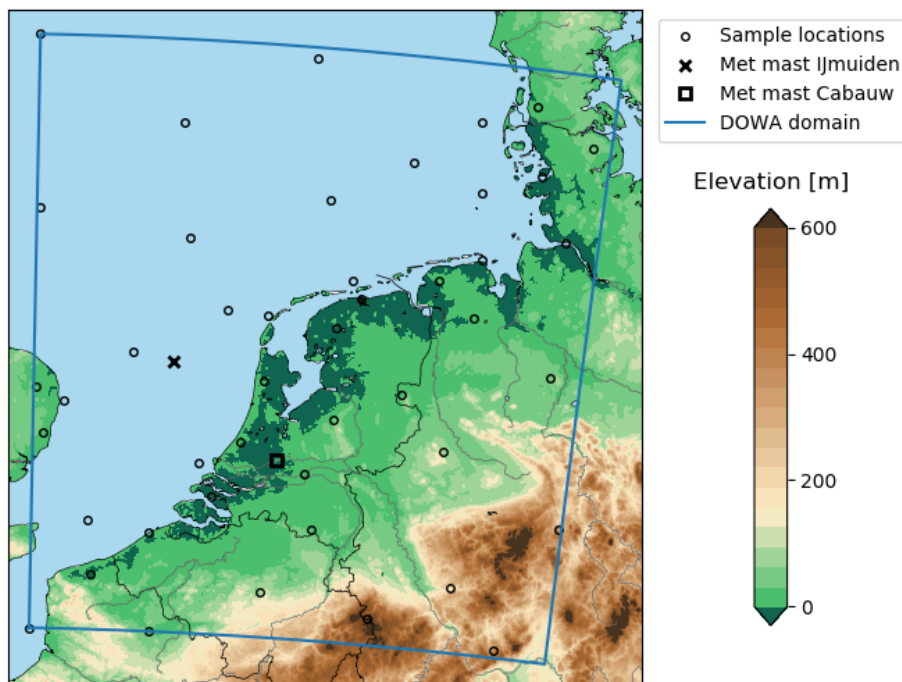 Sample locations
Met mast IJmuiden
Met mast Cabauw
DOWA domain
Elevation [m]
600
400
200
0